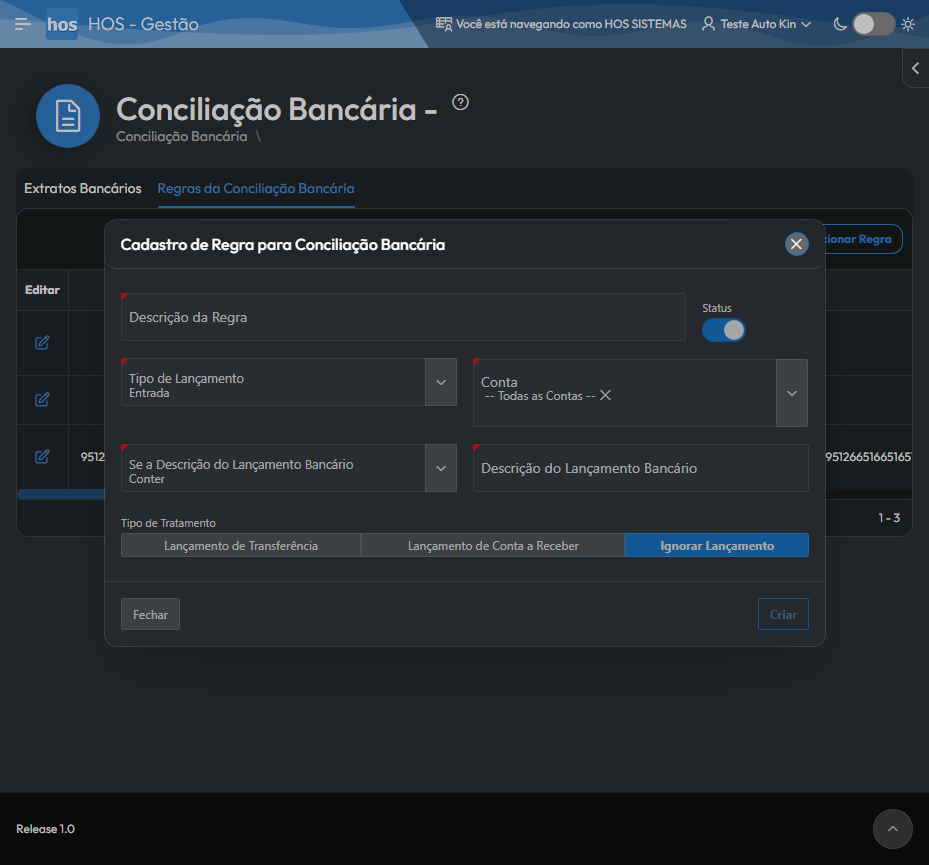 hos HOS - Gestão
Você está navegando como HOS SISTEMAS
Teste Auto Kin
Conciliação Bancária -
Conciliação Bancária \
Extratos Bancários
Regras da Conciliação Bancária
Cadastro de Regra para Conciliação Bancária
cionar Regra
Editar
Descrição da Regra
Status
Tipo de Lançamento
Entrada
Conta
-- Todas as Contas --
Se a Descrição do Lançamento Bancário
Conter
Descrição do Lançamento Bancário
9512
95126651665165
1 - 3
Tipo de Tratamento
Lançamento de Transferência
Lançamento de Conta a Receber
Ignorar Lançamento
Fechar
Criar
Release 1.0